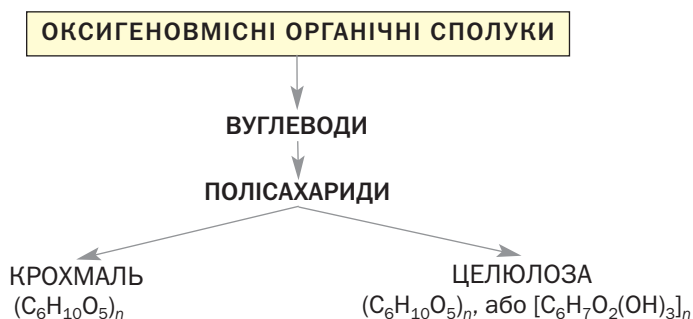 ОКСИГЕНОВМІСНІ ОРГАНІЧНІ СПОЛУКИ
ВУГЛЕВОДИ
ПОЛІСАХАРИДИ
КРОХМАЛЬ
(C₆H₁₀O₅)ₙ
ЦЕЛЮЛОЗА
(C₆H₁₀O₅)ₙ, або [C₆H₇O₂(OH)₃]ₙ